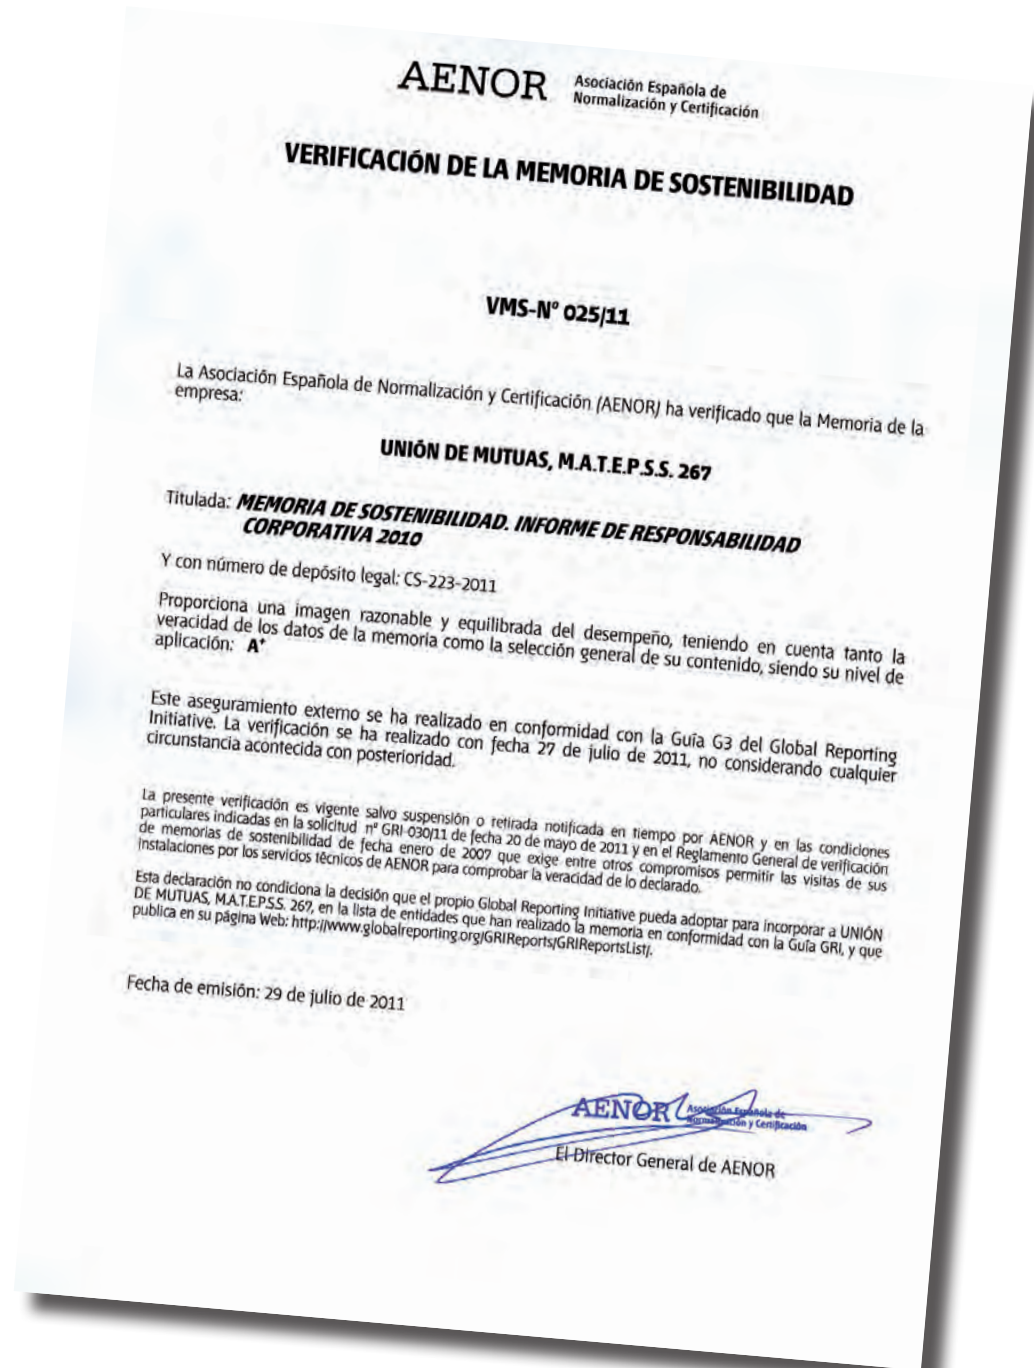 AENOR Asociación Española de
Normalización y Certificación
VERIFICACIÓN DE LA MEMORIA DE SOSTENIBILIDAD
VMS-Nº 025/11
La Asociación Española de Normalización y Certificación (AENOR) ha verificado que la Memoria de la
empresa:
UNIÓN DE MUTUAS, M.A.T.E.P.S.S. 267
Titulada: MEMORIA DE SOSTENIBILIDAD. INFORME DE RESPONSABILIDAD
CORPORATIVA 2010
Y con número de depósito legal: CS-223-2011
Proporciona una imagen razonable y equilibrada del desempeño, teniendo en cuenta tanto la
veracidad de los datos de la memoria como la selección general de su contenido, siendo su nivel de
aplicación: A+
Este aseguramiento externo se ha realizado en conformidad con la Guía G3 del Global Reporting
Initiative. La verificación se ha realizado con fecha 27 de julio de 2011, no considerando cualquier
circunstancia acontecida con posterioridad.
La presente verificación es vigente salvo suspensión o retirada notificada en tiempo por AENOR y en las condiciones
particulares indicadas en la solicitud nº GRI-030/11 de fecha 20 de mayo de 2011 y en el Reglamento General de verificación
de memorias de sostenibilidad de fecha enero de 2007 que exige entre otros compromisos permitir las visitas de sus
instalaciones por los servicios técnicos de AENOR para comprobar la veracidad de lo declarado.
Esta declaración no condiciona la decisión que el propio Global Reporting Initiative pueda adoptar para incorporar a UNIÓN
DE MUTUAS, M.A.T.E.P.S.S. 267, en la lista de entidades que han realizado la memoria en conformidad con la Guía GRI, y que
publica en su página Web: http://www.globalreporting.org/GRIReports/GRIReportsList/.
Fecha de emisión: 29 de julio de 2011
AENOR Asociación Española de
Normalización y Certificación
El Director General de AENOR